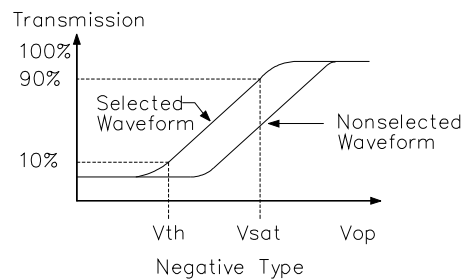 Transmission
100%
90%
Selected
Waveform
Nonselected
Waveform
10%
Vth
Vsat
Vop
Negative Type